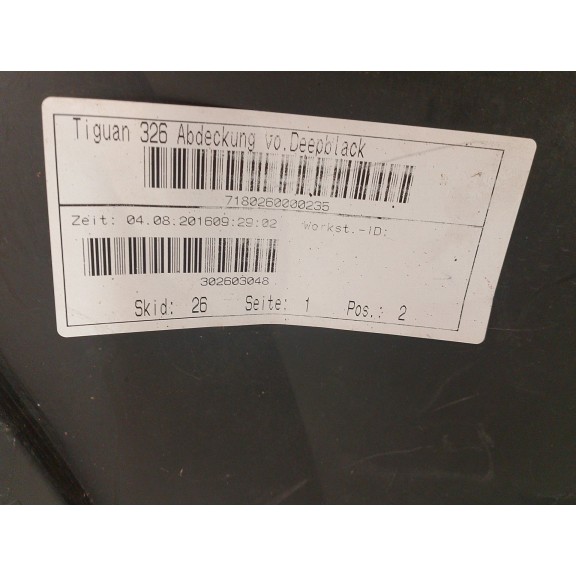 Tiguan 326 Abdeckung vo.Deepblack
7180260000235
Zeit: 04.08.201609:29:02 Workst.-ID:
302603048
Skid: 26 Seite: 1 Pos.: 2